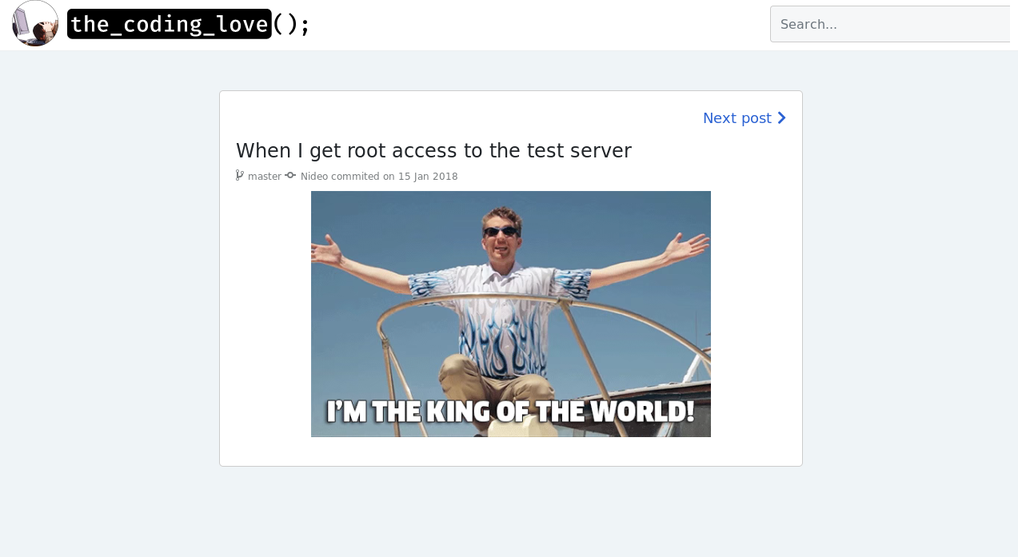 the_coding_love();
Search...
Next post
When I get root access to the test server
master Nideo commited on 15 Jan 2018
I'M THE KING OF THE WORLD!